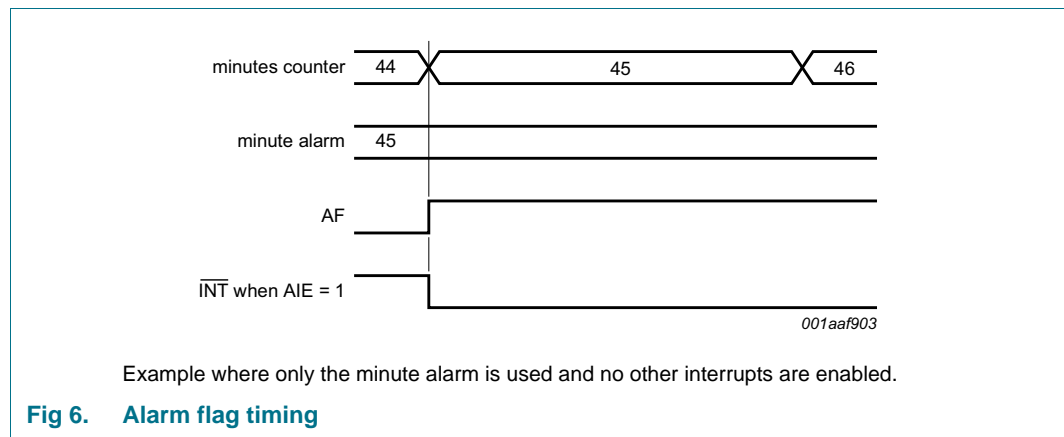 minutes counter 44 45 46
minute alarm 45
AF
INT when AIE = 1
001aaf903
Example where only the minute alarm is used and no other interrupts are enabled.
Fig 6. Alarm flag timing